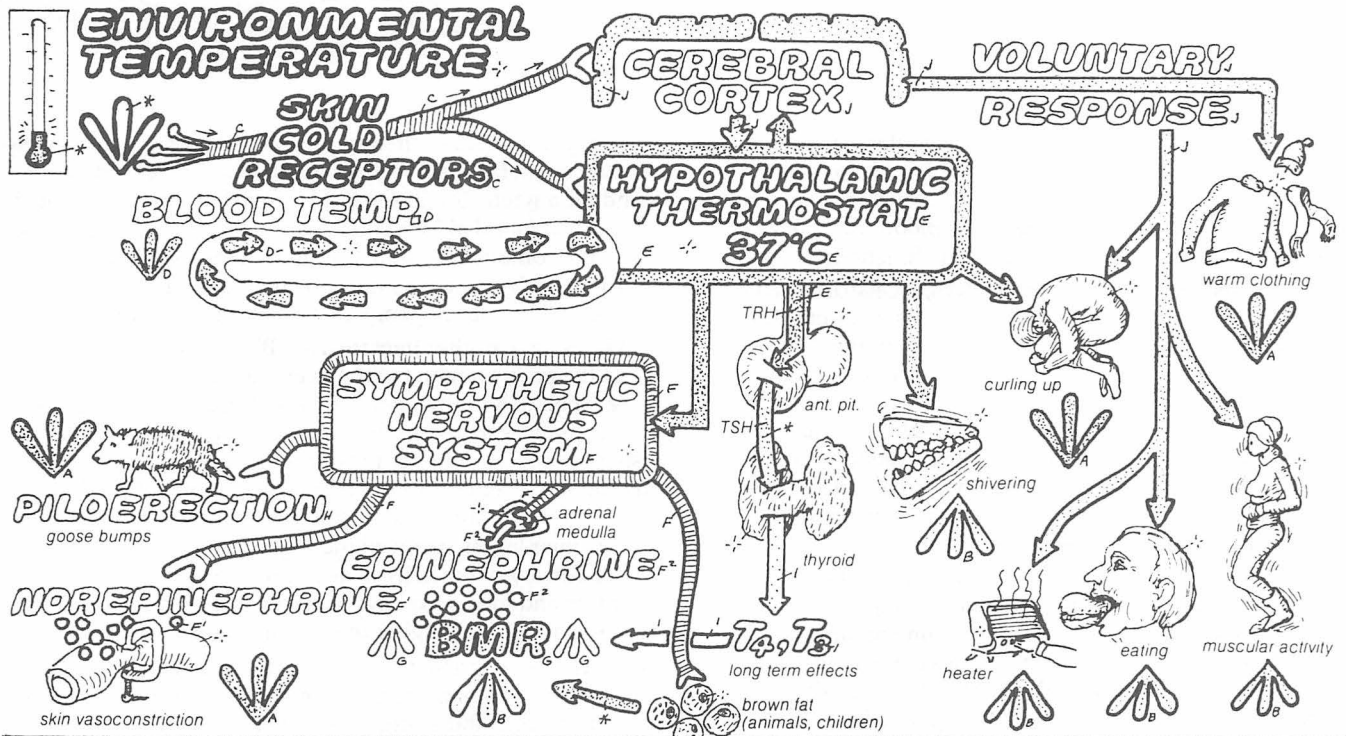 ENVIRONMENTAL
TEMPERATURE
SKIN
COLD
RECEPTORS C
BLOOD TEMP. D
CEREBRAL
CORTEX J
VOLUNTARY J
RESPONSE J
HYPOTHALAMIC
THERMOSTAT E
37°C E
warm clothing
curling up
TRH
ant. pit.
TSH
thyroid
shivering
SYMPATHETIC
NERVOUS
SYSTEM F
PILOERECTION H
goose bumps
adrenal
medulla
EPINEPHRINE F2
NOREPINEPHRINE F1
BMR G
T4, T3 I
long term effects
skin vasoconstriction
brown fat
(animals, children)
heater
eating
muscular activity